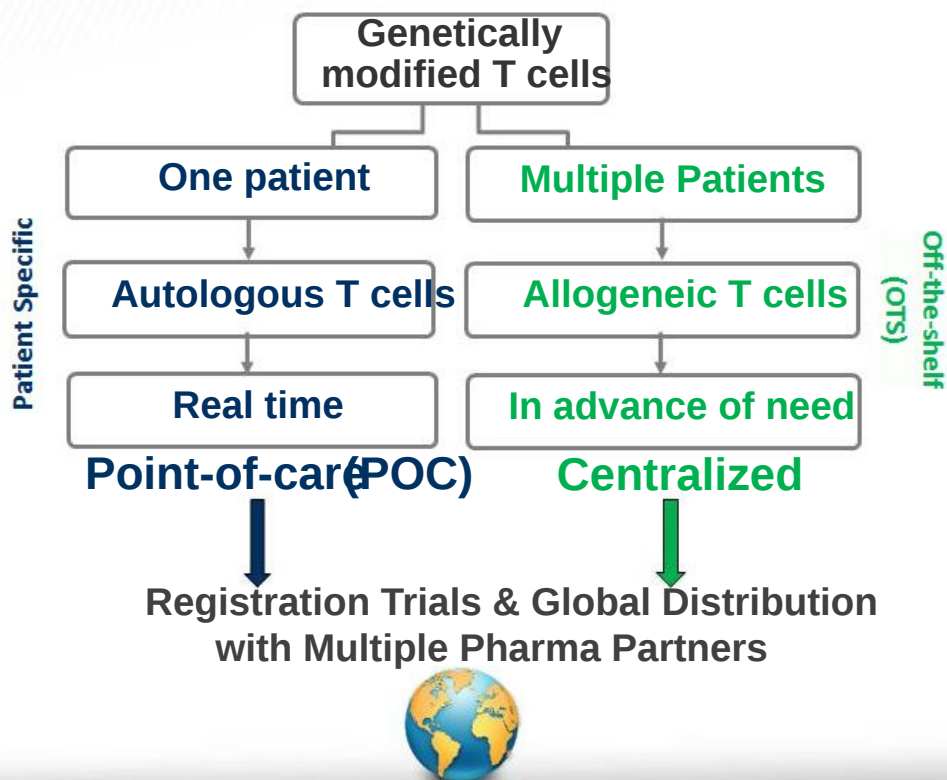 Genetically
modified T cells
One patient
Multiple Patients
Patient Specific
Autologous T cells
Allogeneic T cells
Off-the-shelf
(OTS)
Real time
In advance of need
Point-of-care(POC)
Centralized
Registration Trials & Global Distribution
with Multiple Pharma Partners